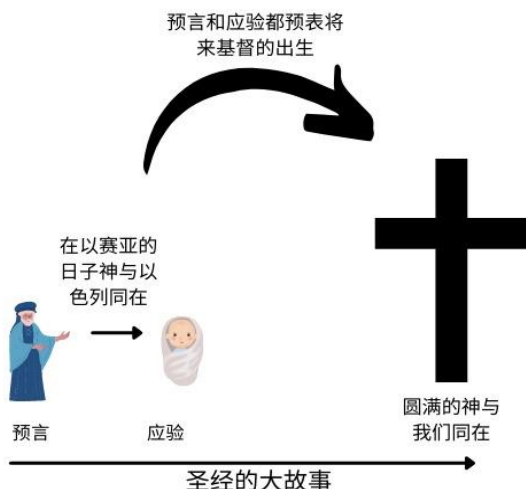 预言和应验都预表将
来基督的出生
在以赛亚的
日子神与以
色列同在
预言
应验
圆满的神与
我们同在
圣经的大故事